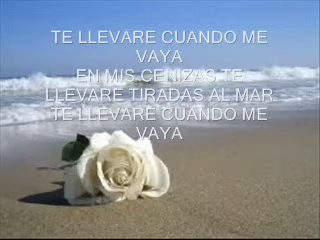 TE LLEVARE CUANDO ME
VAYA
EN MIS CENIZAS TE
LLEVARE TIRADAS AL MAR
TE LLEVARE CUANDO ME
VAYA